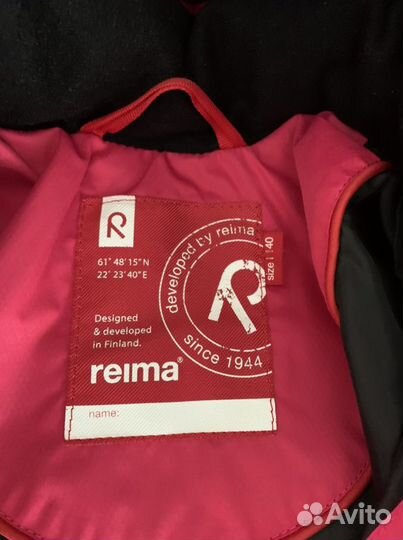 R
61° 48' 15"N
22° 23'40"E
Designed
& developed
in Finland.
reima®
name:
developed by reima
R
since 1944
size 140
Avito